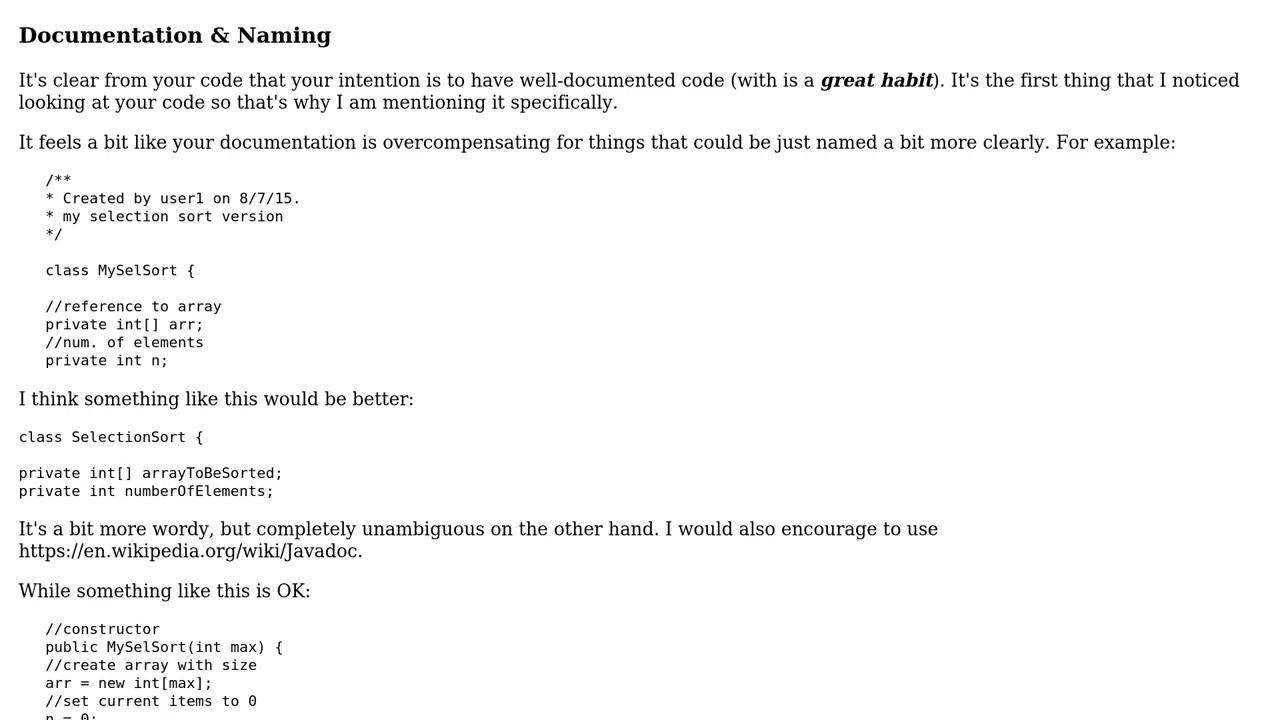 Documentation & Naming
It's clear from your code that your intention is to have well-documented code (with is a great habit). It's the first thing that I noticed
looking at your code so that's why I am mentioning it specifically.
It feels a bit like your documentation is overcompensating for things that could be just named a bit more clearly. For example:
/**
* Created by user1 on 8/7/15.
* my selection sort version
*/
class MySelSort {
//reference to array
private int[] arr;
//num. of elements
private int n;
I think something like this would be better:
class SelectionSort {
private int[] arrayToBeSorted;
private int numberOfElements;
It's a bit more wordy, but completely unambiguous on the other hand. I would also encourage to use
https://en.wikipedia.org/wiki/Javadoc.
While something like this is OK:
//constructor
public MySelSort(int max) {
//create array with size
arr = new int[max];
//set current items to 0
n = 0;